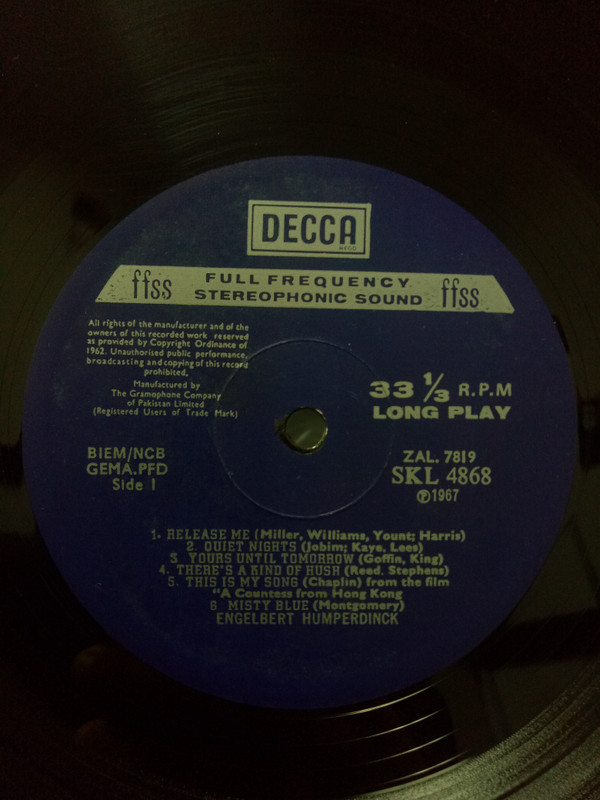 DECCA
ffss FULL FREQUENCY ffss
STEREOPHONIC SOUND
All rights of the manufacturer and of the
owners of this recorded work reserved
as provided by Copyright Ordinance of
1962. Unauthorised public performance,
broadcasting and copying of this record
prohibited.
Manufactured by
The Gramophone Company
of Pakistan Limited
(Registered Users of Trade Mark)
33 1/3 R.P.M
LONG PLAY
BIEM/NCB
GEMA.PFD
Side 1
ZAL. 7819
SKL 4868
℗1967
1. RELEASE ME (Miller, Williams, Yount; Harris)
2. QUIET NIGHTS (Jobim; Kaye, Lees)
3. YOURS UNTIL TOMORROW (Goffin, King)
4. THERE'S A KIND OF HUSH (Reed. Stephens)
5. THIS IS MY SONG (Chaplin) from the film
"A Countess from Hong Kong
6 MISTY BLUE (Montgomery)
ENGELBERT HUMPERDINCK